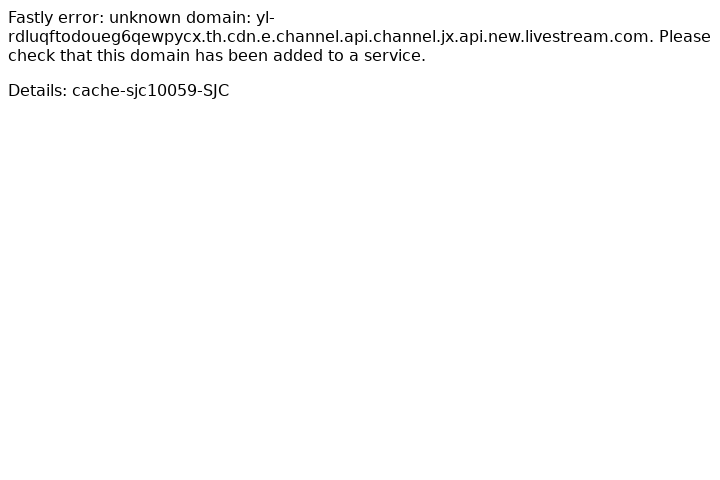 Fastly error: unknown domain: yl-
rdluqftodoueg6qewpycx.th.cdn.e.channel.api.channel.jx.api.new.livestream.com. Please
check that this domain has been added to a service.
Details: cache-sjc10059-SJC